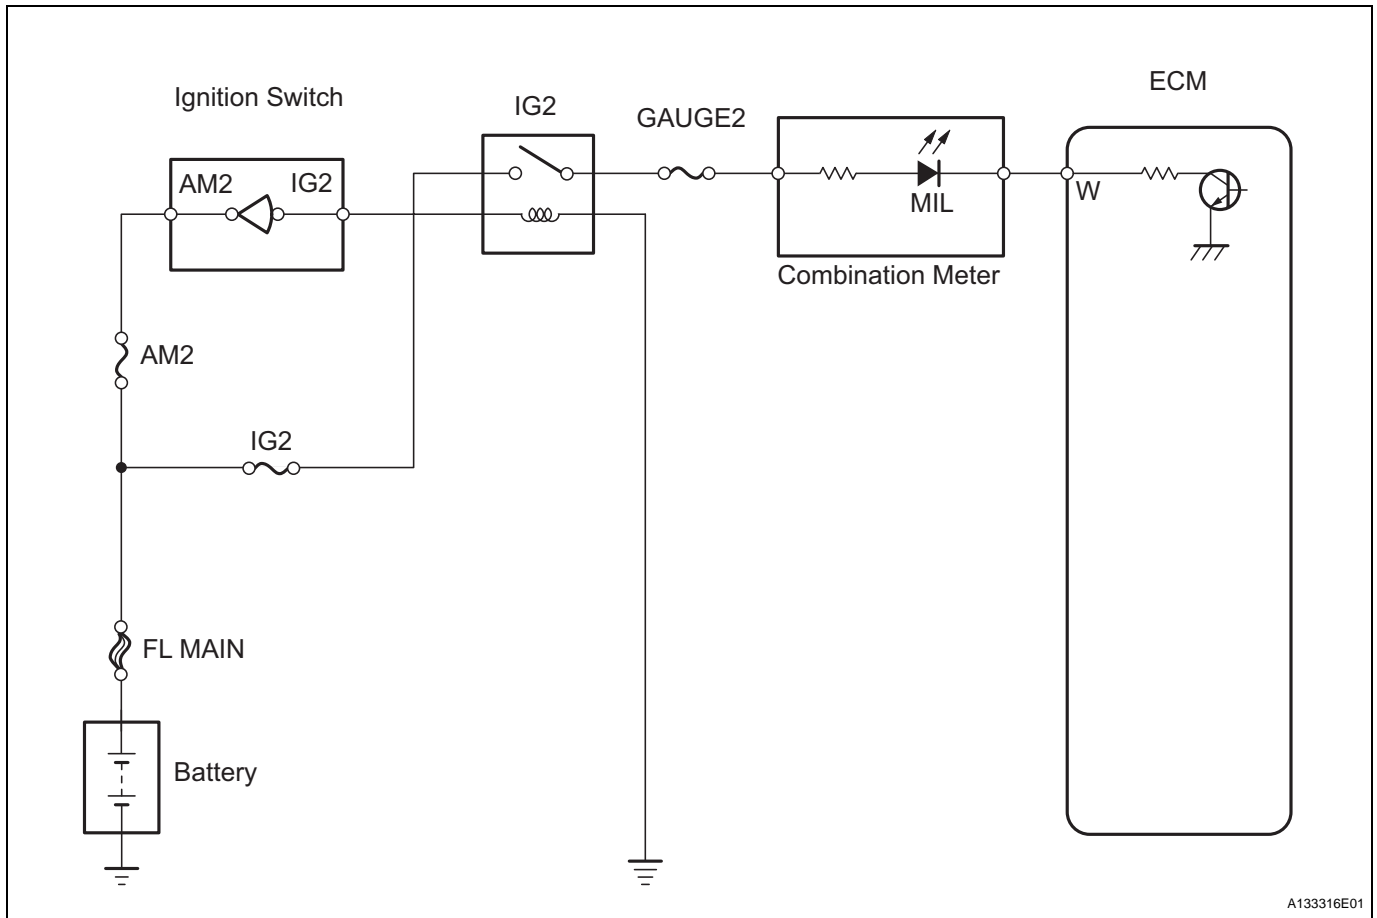 ECM
Ignition Switch
IG2
GAUGE2
AM2
IG2
W
MIL
Combination Meter
AM2
IG2
FL MAIN
Battery
A133316E01